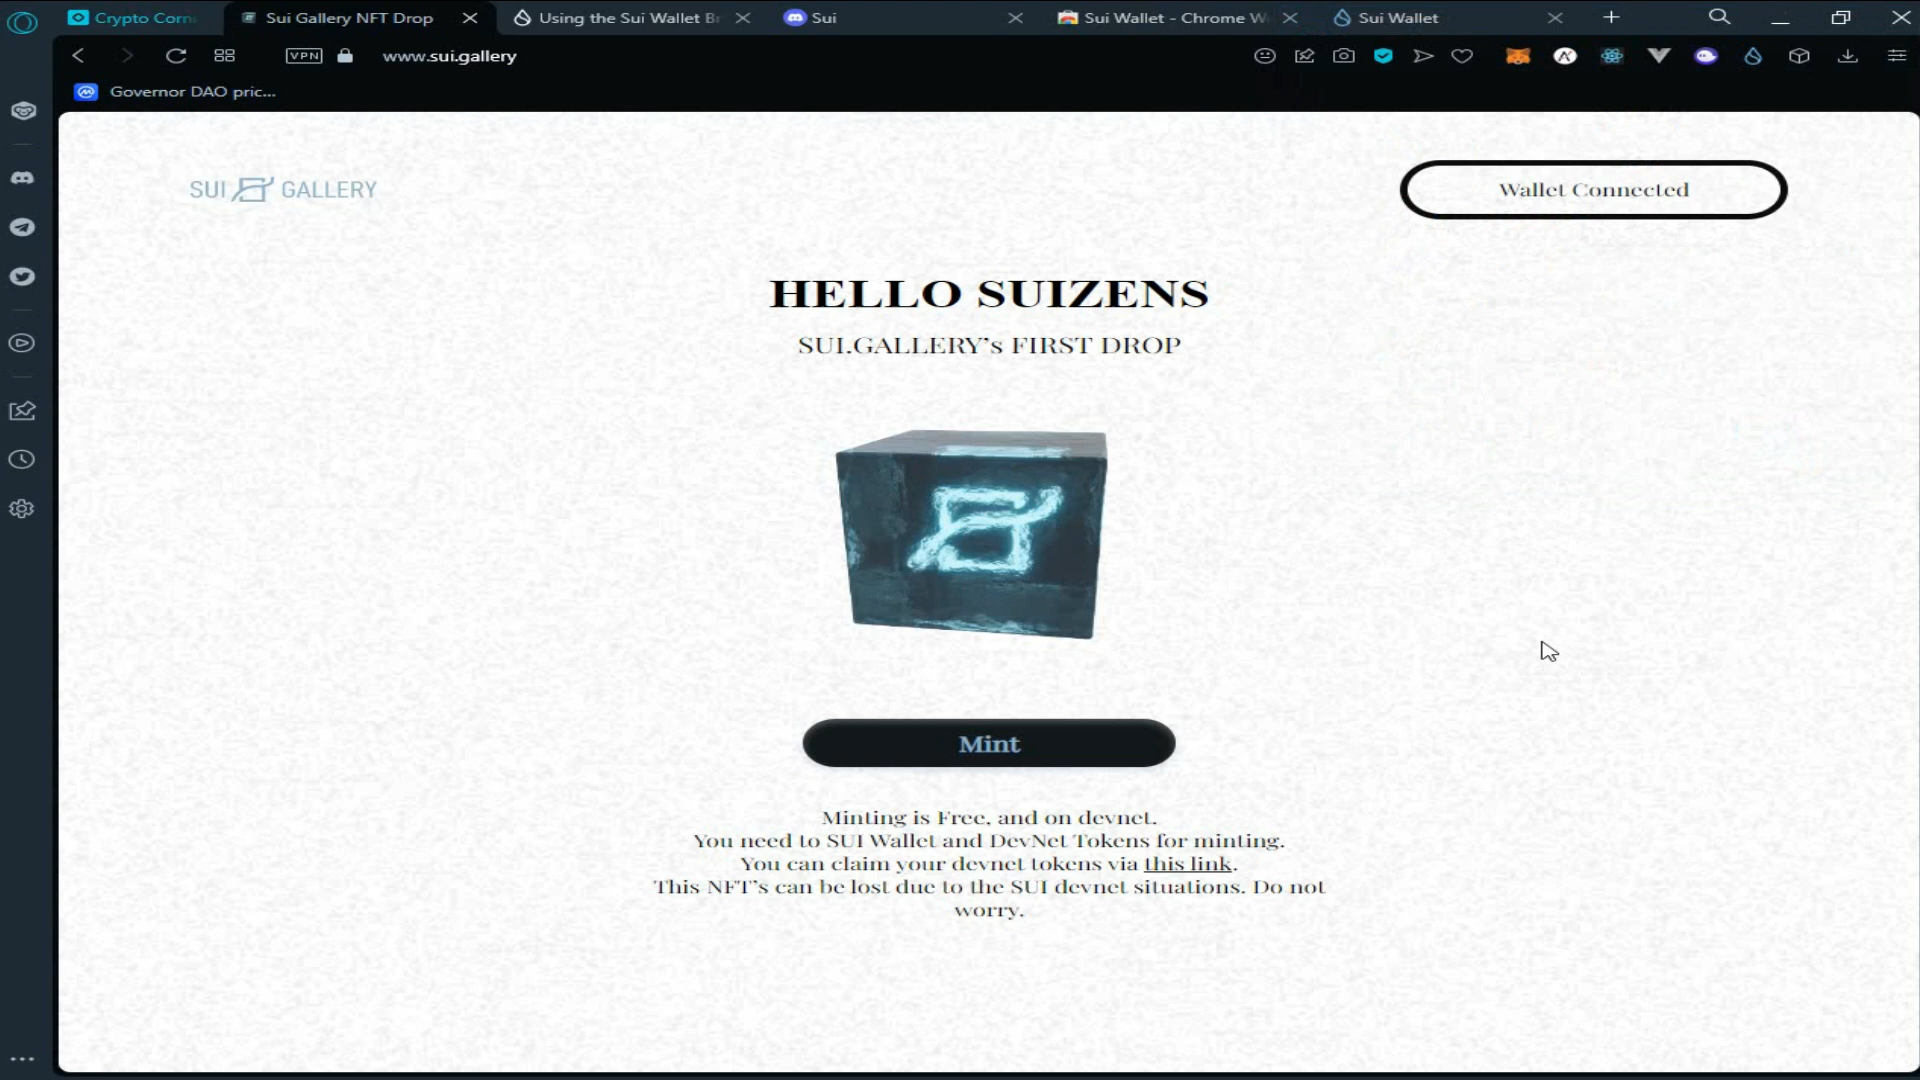 Crypto Corn
Sui Gallery NFT Drop
Using the Sui Wallet Br
Sui
Sui Wallet - Chrome W
Sui Wallet
VPN
www.sui.gallery
Governor DAO pric...
SUI GALLERY
Wallet Connected
HELLO SUIZENS
SUI.GALLERY's FIRST DROP
Mint
Minting is Free, and on devnet.
You need to SUI Wallet and DevNet Tokens for minting.
You can claim your devnet tokens via this link.
This NFT's can be lost due to the SUI devnet situations. Do not
worry.